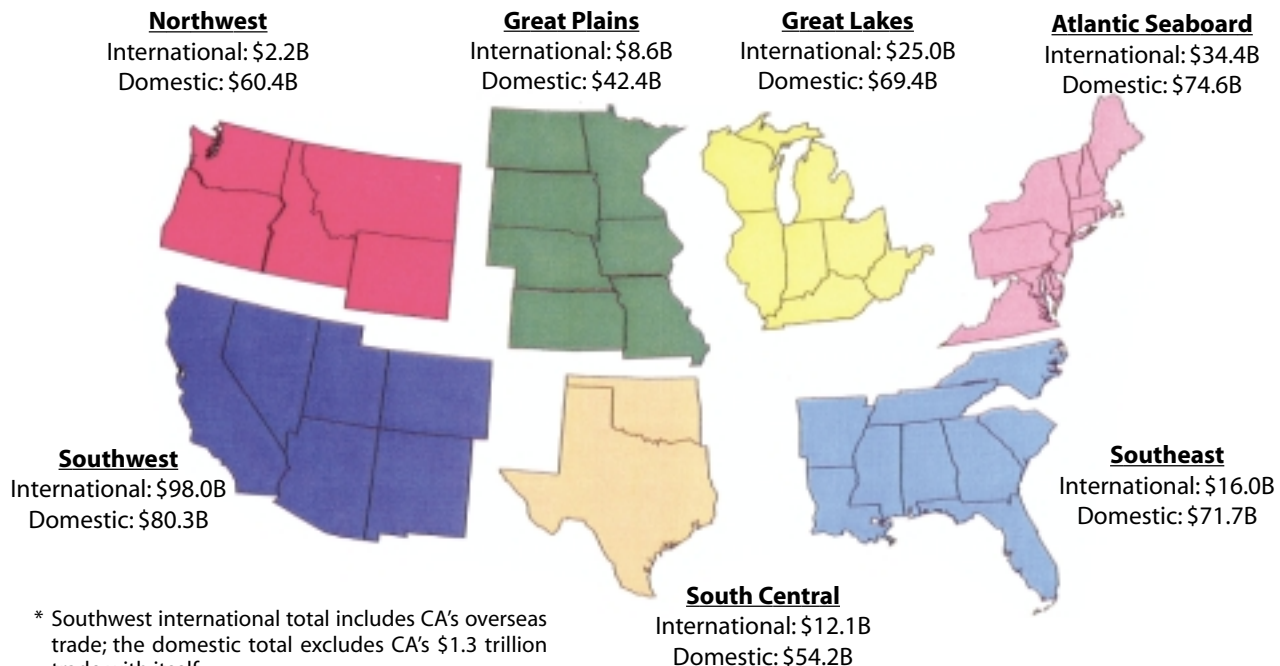 Northwest
International: $2.2B
Domestic: $60.4B
Great Plains
International: $8.6B
Domestic: $42.4B
Great Lakes
International: $25.0B
Domestic: $69.4B
Atlantic Seaboard
International: $34.4B
Domestic: $74.6B
Southwest
International: $98.0B
Domestic: $80.3B
Southeast
International: $16.0B
Domestic: $71.7B
South Central
International: $12.1B
Domestic: $54.2B
* Southwest international total includes CA's overseas
trade; the domestic total excludes CA's $1.3 trillion
trade with itself